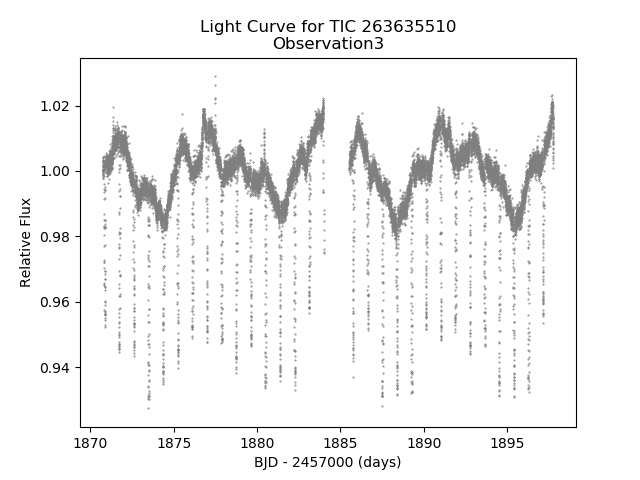 Light Curve for TIC 263635510
Observation3
1.02
1.00
0.98
0.96
0.94
Relative Flux
1870 1875 1880 1885 1890 1895
BJD - 2457000 (days)